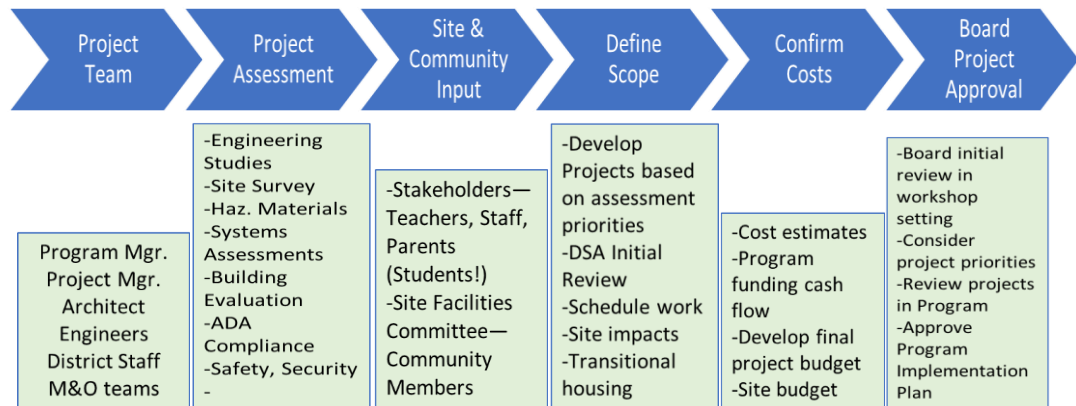 Project
Team
Project
Assessment
Site &
Community
Input
Define
Scope
Confirm
Costs
Board
Project
Approval
Program Mgr.
Project Mgr.
Architect
Engineers
District Staff
M&O teams
-Engineering
Studies
-Site Survey
-Haz. Materials
-Systems
Assessments
-Building
Evaluation
-ADA
Compliance
-Safety, Security
-
-Stakeholders—
Teachers, Staff,
Parents
(Students!)
-Site Facilities
Committee—
Community
Members
-Develop
Projects based
on assessment
priorities
-DSA Initial
Review
-Schedule work
-Site impacts
-Transitional
housing
-Cost estimates
-Program
funding cash
flow
-Develop final
project budget
-Site budget
-Board initial
review in
workshop
setting
-Consider
project priorities
-Review projects
in Program
-Approve
Program
Implementation
Plan